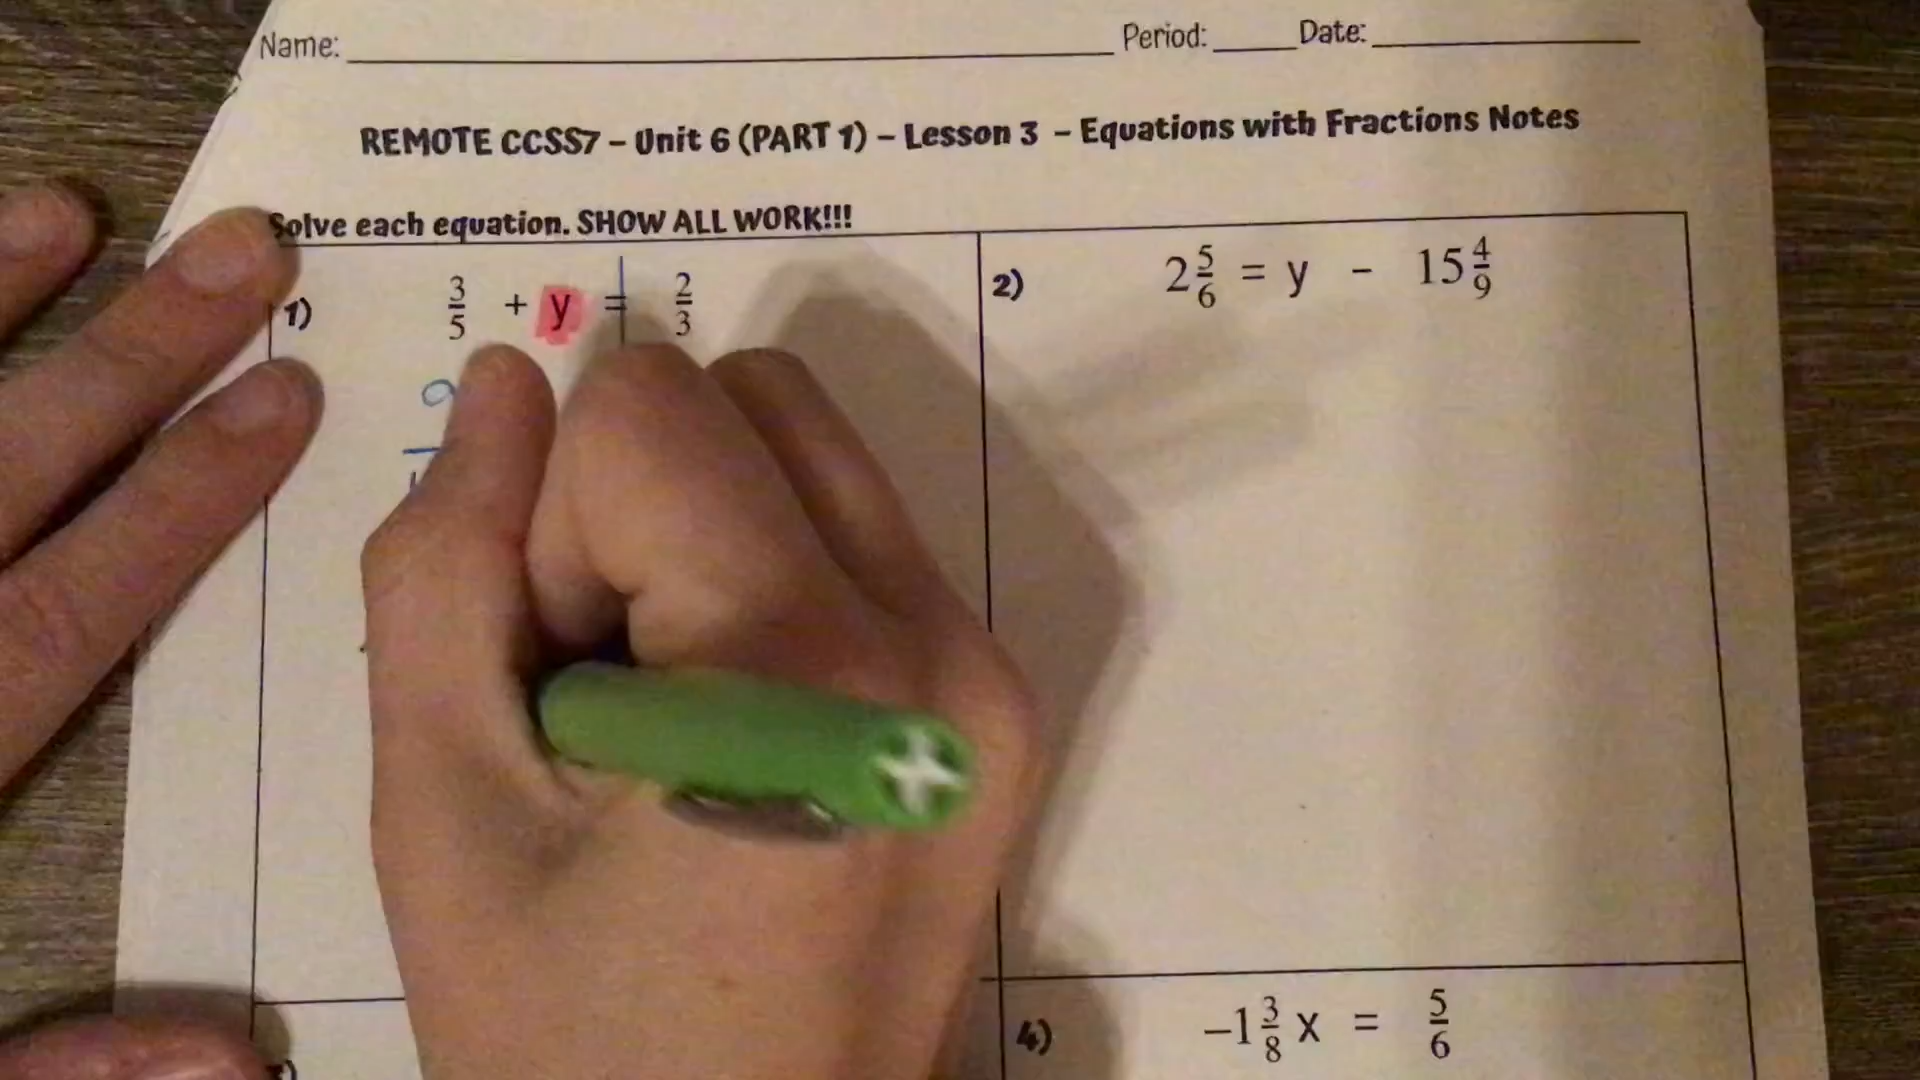 Name: Period: Date:
REMOTE CCSS7 – Unit 6 (PART 1) – Lesson 3 – Equations with Fractions Notes
Solve each equation. SHOW ALL WORK!!!
1) 3/5 + y = 2/3
2) 2 5/6 = y - 15 4/9
9
4) –1 3/8 x = 5/6